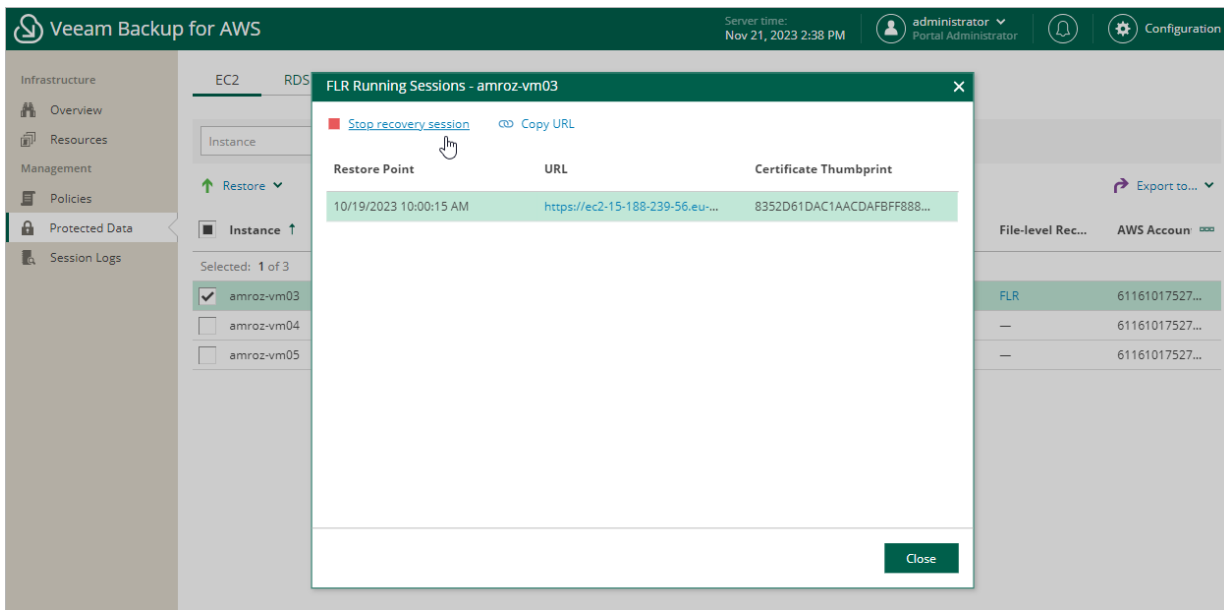 Veeam Backup for AWS
Server time:
Nov 21, 2023 2:38 PM
administrator
Portal Administrator
Configuration
Infrastructure
Overview
Resources
Management
Policies
Protected Data
Session Logs
EC2 RDS
Instance
Restore
Export to...
Instance File-level Rec... AWS Accoun
Selected: 1 of 3
amroz-vm03 FLR 61161017527...
amroz-vm04 — 61161017527...
amroz-vm05 — 61161017527...
FLR Running Sessions - amroz-vm03
Stop recovery session Copy URL
Restore Point URL Certificate Thumbprint
10/19/2023 10:00:15 AM https://ec2-15-188-239-56.eu-... 8352D61DAC1AACDAFBFF888...
Close